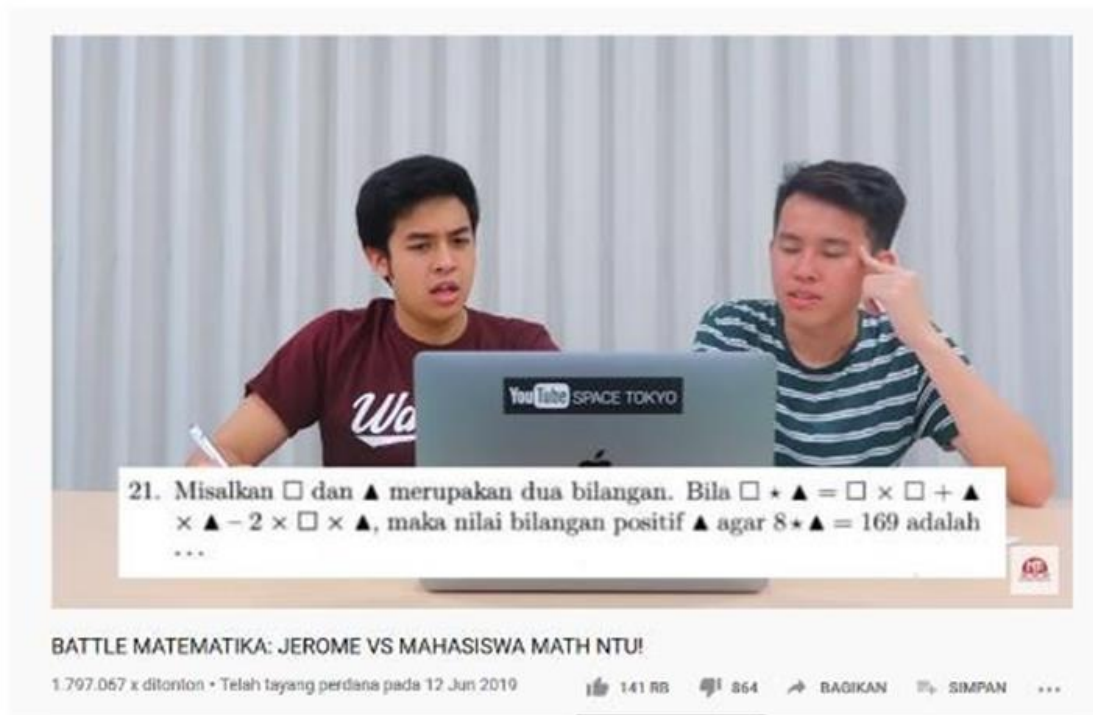 Wa
YouTube SPACE TOKYO
21. Misalkan □ dan ▲ merupakan dua bilangan. Bila □ ⋆ ▲ = □ × □ + ▲
× ▲ − 2 × □ × ▲, maka nilai bilangan positif ▲ agar 8 ⋆ ▲ = 169 adalah
...
BATTLE MATEMATIKA: JEROME VS MAHASISWA MATH NTU!
1.797.067 x ditonton • Telah tayang perdana pada 12 Jun 2019
141 RB 864 BAGIKAN SIMPAN ...